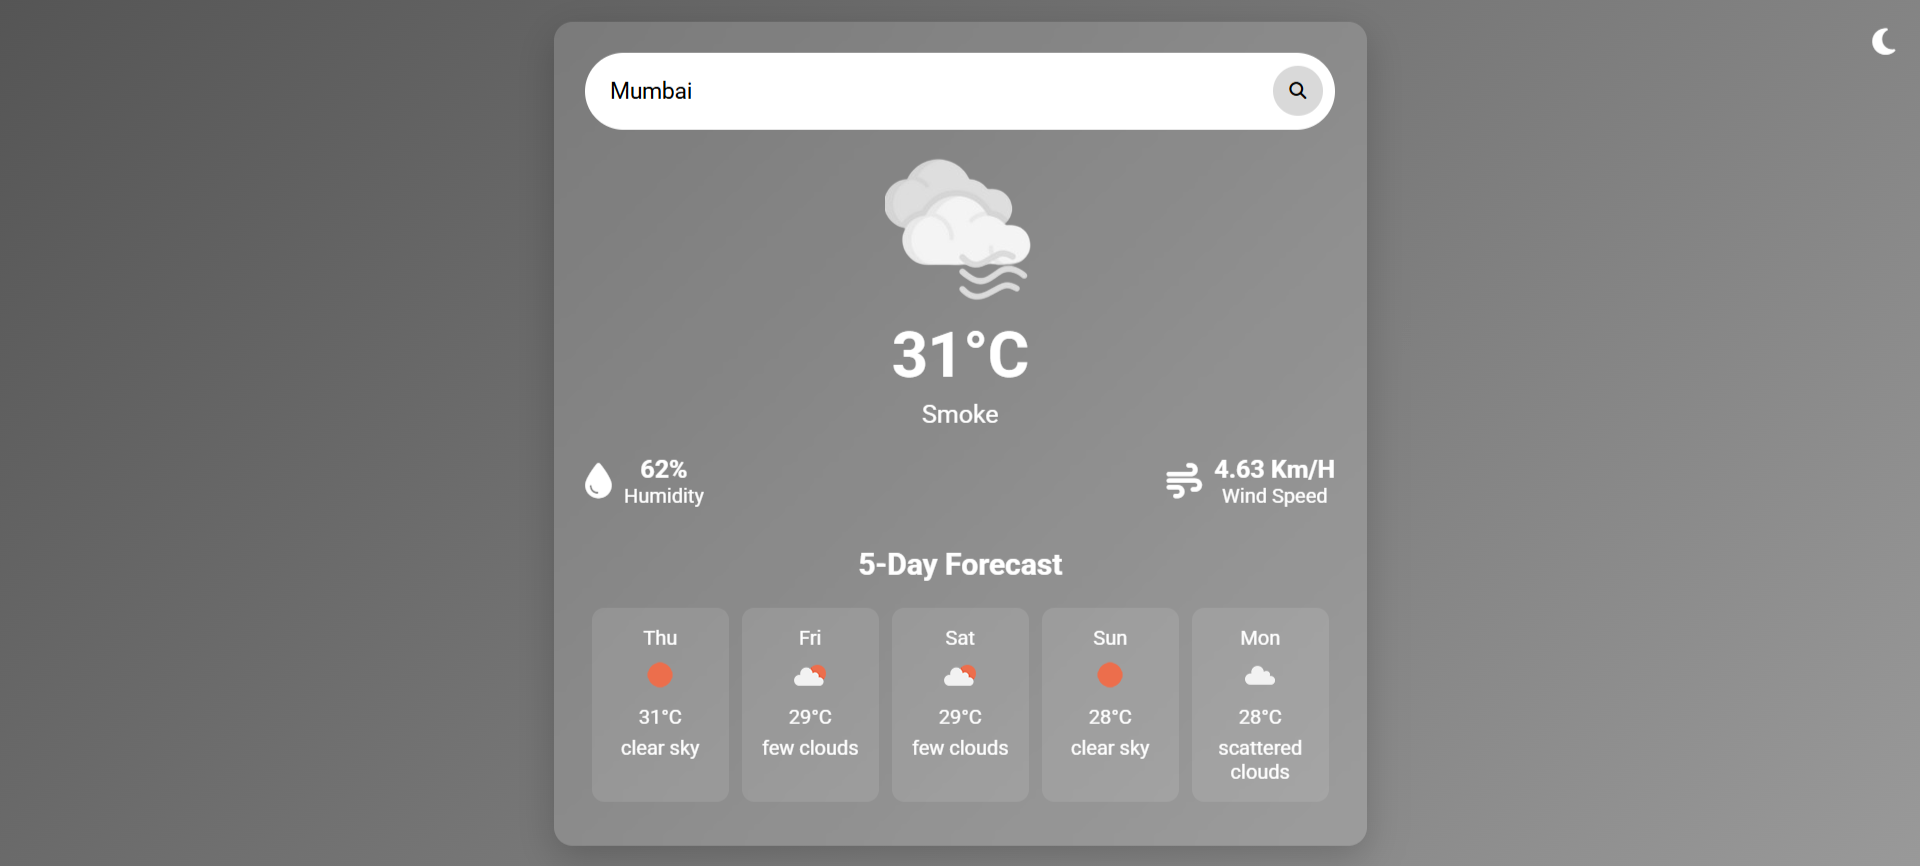 Mumbai
31°C
Smoke
62%
Humidity
4.63 Km/H
Wind Speed
5-Day Forecast
Thu
31°C
clear sky
Fri
29°C
few clouds
Sat
29°C
few clouds
Sun
28°C
clear sky
Mon
28°C
scattered
clouds